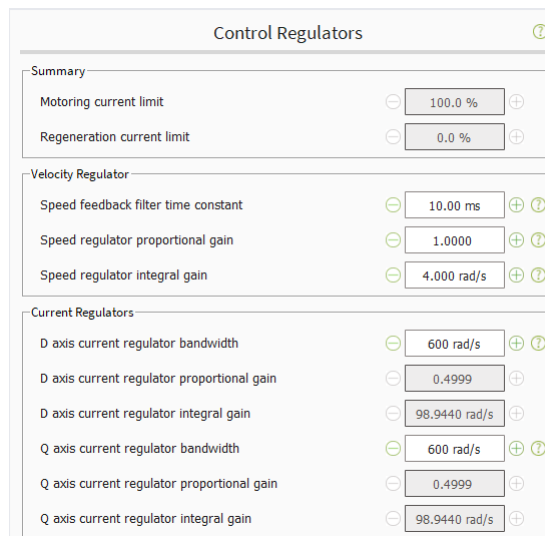 Control Regulators
Summary
Motoring current limit 100.0 %
Regeneration current limit 0.0 %
Velocity Regulator
Speed feedback filter time constant 10.00 ms
Speed regulator proportional gain 1.0000
Speed regulator integral gain 4.000 rad/s
Current Regulators
D axis current regulator bandwidth 600 rad/s
D axis current regulator proportional gain 0.4999
D axis current regulator integral gain 98.9440 rad/s
Q axis current regulator bandwidth 600 rad/s
Q axis current regulator proportional gain 0.4999
Q axis current regulator integral gain 98.9440 rad/s